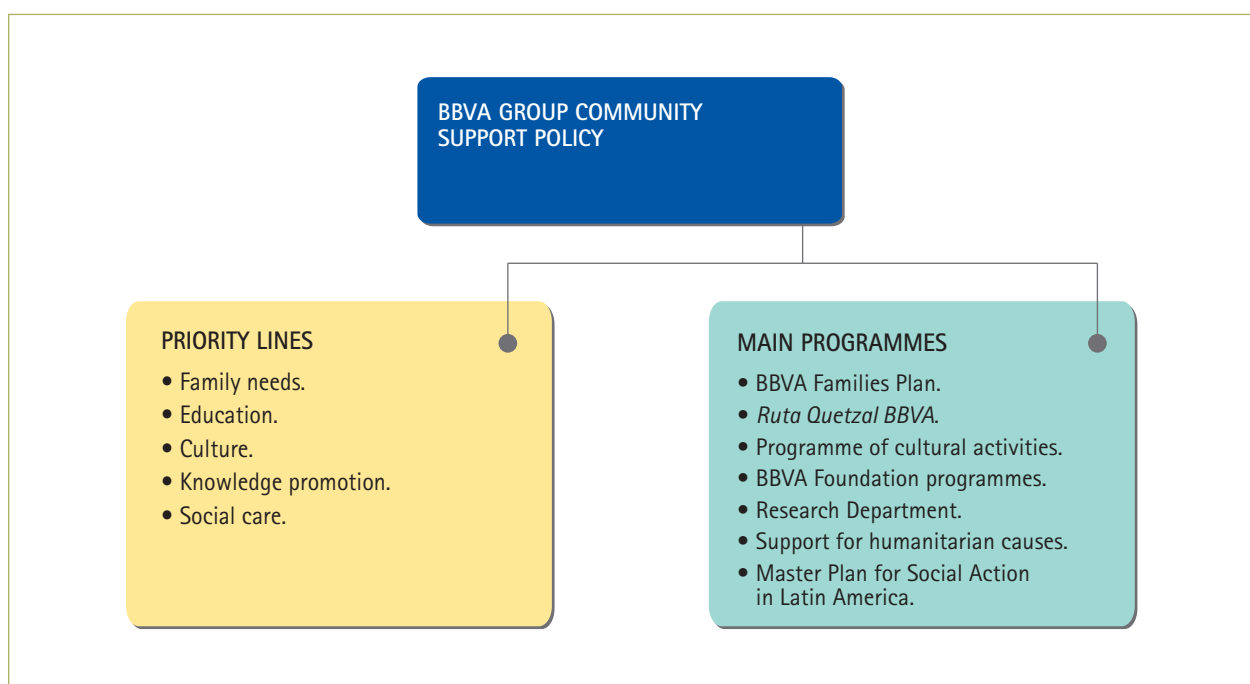 BBVA GROUP COMMUNITY
SUPPORT POLICY
PRIORITY LINES
• Family needs.
• Education.
• Culture.
• Knowledge promotion.
• Social care.
MAIN PROGRAMMES
• BBVA Families Plan.
• Ruta Quetzal BBVA.
• Programme of cultural activities.
• BBVA Foundation programmes.
• Research Department.
• Support for humanitarian causes.
• Master Plan for Social Action
in Latin America.